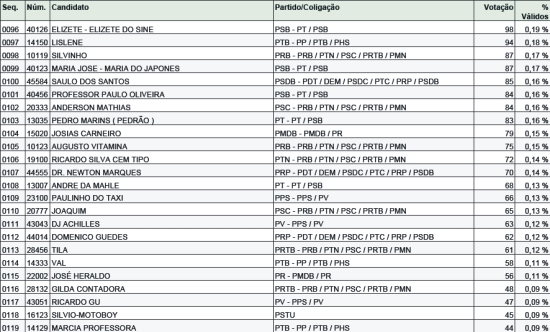 Seq. Núm. Candidato Partido/Coligação Votação % Válidos
0096 40126 ELIZETE - ELIZETE DO SINE PSB - PT / PSB 98 0,19 %
0097 14150 LISLENE PTB - PP / PTB / PHS 94 0,18 %
0098 10119 SILVINHO PRB - PRB / PTN / PSC / PRTB / PMN 87 0,17 %
0099 40123 MARIA JOSE - MARIA DO JAPONES PSB - PT / PSB 87 0,17 %
0100 45584 SAULO DOS SANTOS PSDB - PDT / DEM / PSDC / PTC / PRP / PSDB 85 0,16 %
0101 40456 PROFESSOR PAULO OLIVEIRA PSB - PT / PSB 84 0,16 %
0102 20333 ANDERSON MATHIAS PSC - PRB / PTN / PSC / PRTB / PMN 84 0,16 %
0103 13035 PEDRO MARINS ( PEDRÃO ) PT - PT / PSB 83 0,16 %
0104 15020 JOSIAS CARNEIRO PMDB - PMDB / PR 79 0,15 %
0105 10123 AUGUSTO VITAMINA PRB - PRB / PTN / PSC / PRTB / PMN 75 0,15 %
0106 19100 RICARDO SILVA CEM TIPO PTN - PRB / PTN / PSC / PRTB / PMN 72 0,14 %
0107 44555 DR. NEWTON MARQUES PRP - PDT / DEM / PSDC / PTC / PRP / PSDB 70 0,14 %
0108 13007 ANDRE DA MAHLE PT - PT / PSB 68 0,13 %
0109 23100 PAULINHO DO TAXI PPS - PPS / PV 66 0,13 %
0110 20777 JOAQUIM PSC - PRB / PTN / PSC / PRTB / PMN 65 0,13 %
0111 43043 DJ ACHILLES PV - PPS / PV 63 0,12 %
0112 44014 DOMENICO GUEDES PRP - PDT / DEM / PSDC / PTC / PRP / PSDB 62 0,12 %
0113 28456 TILA PRTB - PRB / PTN / PSC / PRTB / PMN 61 0,12 %
0114 14333 VAL PTB - PP / PTB / PHS 58 0,11 %
0115 22002 JOSÉ HERALDO PR - PMDB / PR 56 0,11 %
0116 28132 GILDA CONTADORA PRTB - PRB / PTN / PSC / PRTB / PMN 48 0,09 %
0117 43051 RICARDO GU PV - PPS / PV 47 0,09 %
0118 16123 SILVIO-MOTOBOY PSTU 45 0,09 %
0119 14129 MARCIA PROFESSORA PTB - PP / PTB / PHS 44 0,09 %